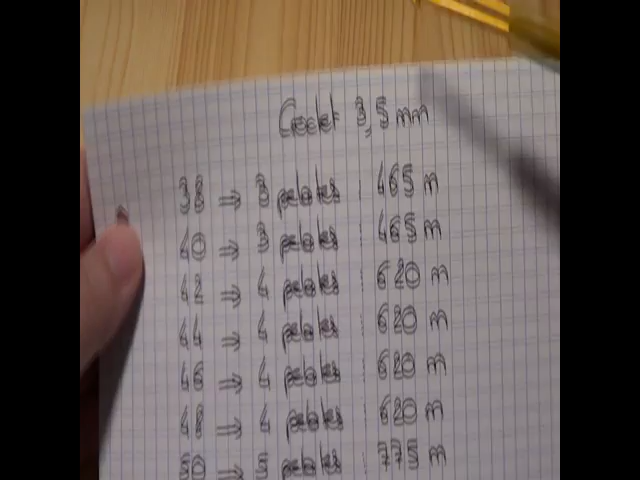 Crochet 3,5 mm
38 ⇒ 3 pelotes 465 m
40 ⇒ 3 pelotes 465 m
42 ⇒ 4 pelotes 620 m
44 ⇒ 4 pelotes 620 m
46 ⇒ 4 pelotes 620 m
48 ⇒ 4 pelotes 620 m
50 ⇒ 5 pelotes 775 m